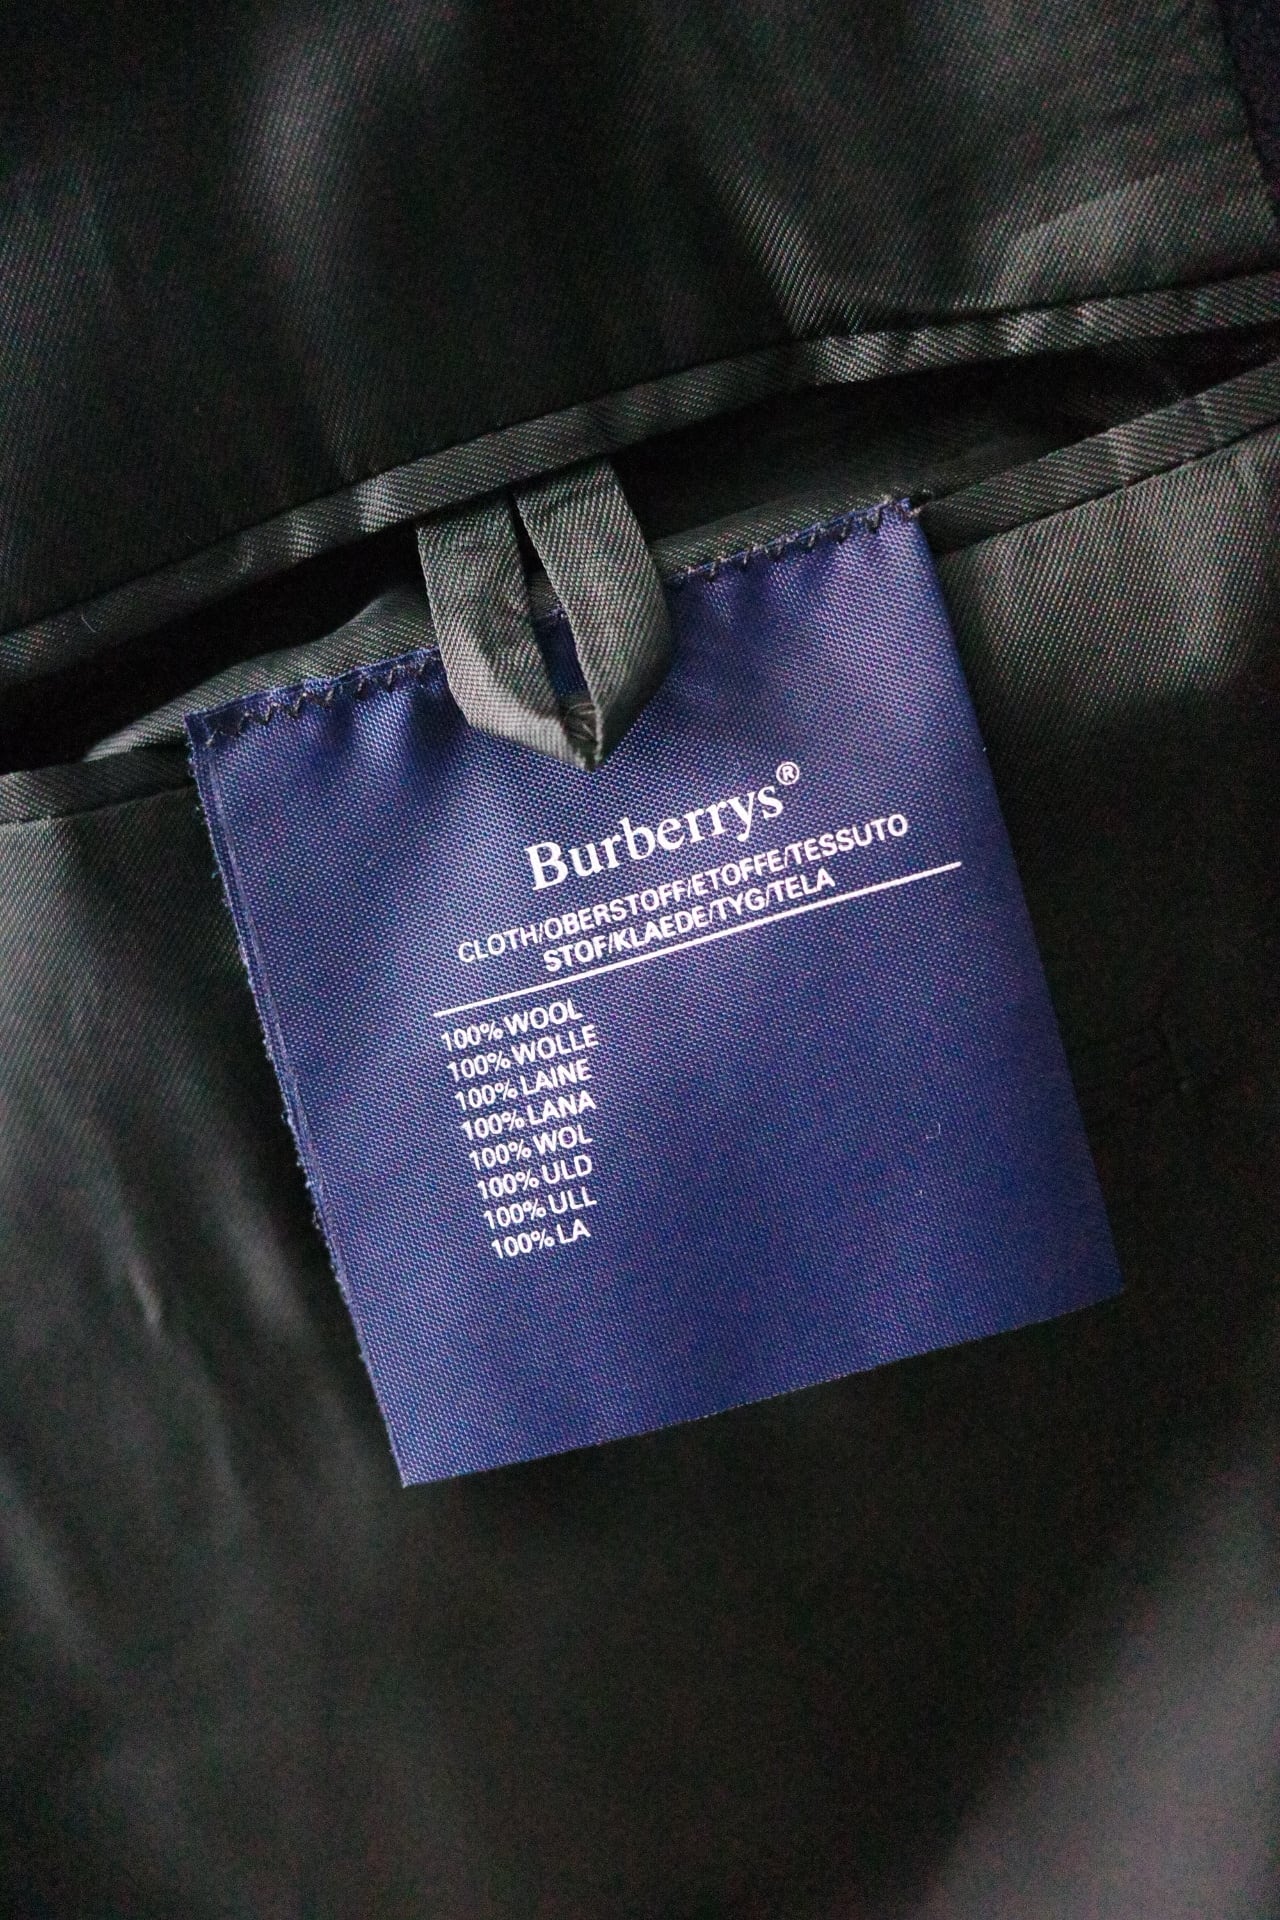 Burberrys®
CLOTH/OBERSTOFF/ETOFFE/TESSUTO
STOF/KLAEDE/TYG/TELA
100% WOOL
100% WOLLE
100% LAINE
100% LANA
100% WOL
100% ULD
100% ULL
100% LA